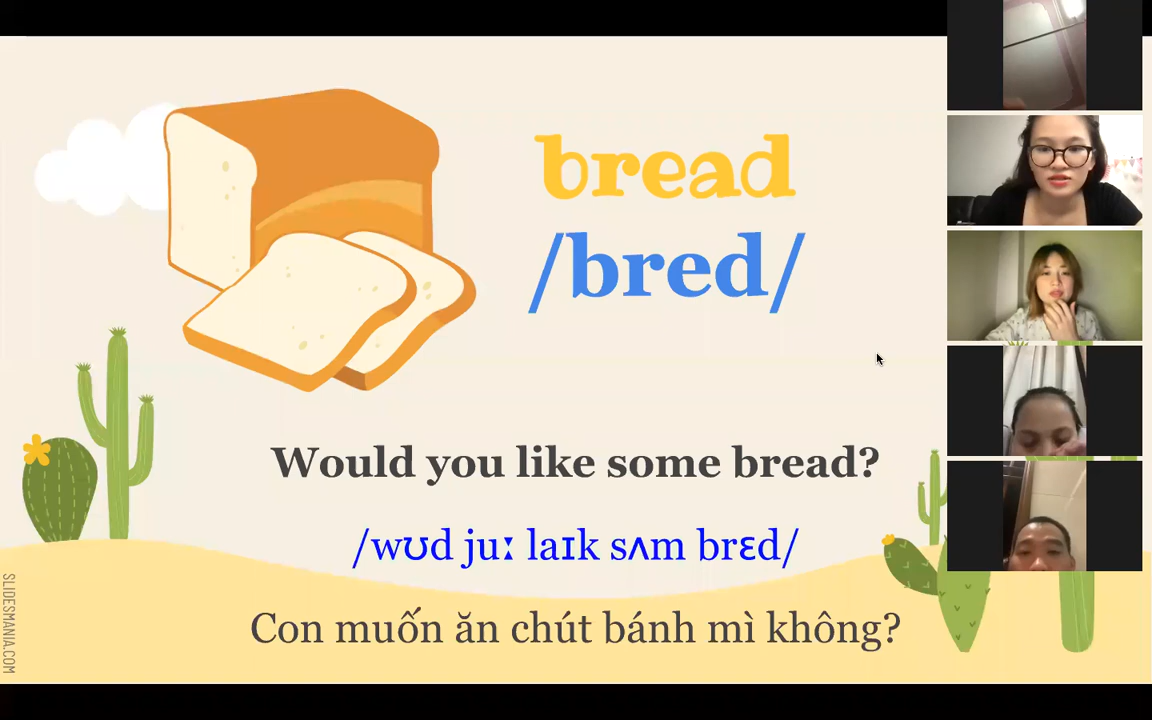 bread
/bred/
Would you like some bread?
/wʊd juː laɪk sʌm brɛd/
Con muốn ăn chút bánh mì không?
SLIDESMANIA.COM